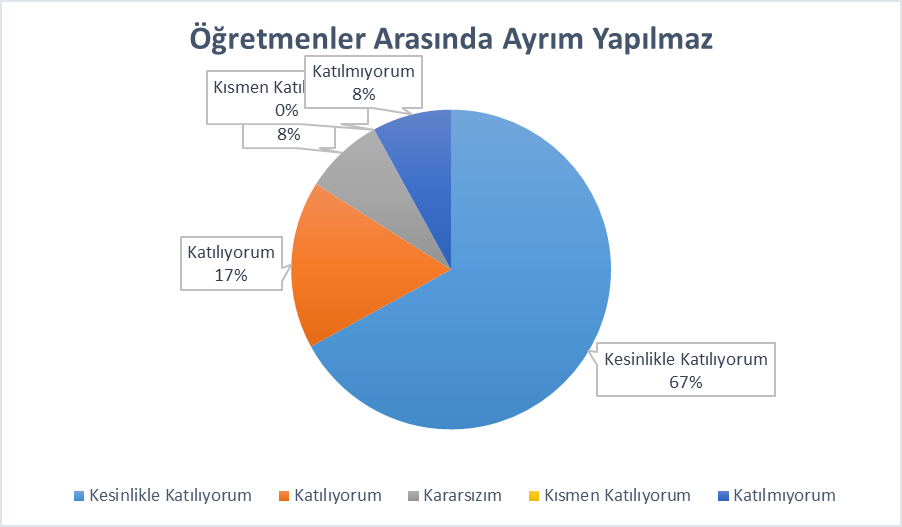 Öğretmenler Arasında Ayrım Yapılmaz
Katılmıyorum
8%
Kısmen
0%
8%
Katılıyorum
17%
Kesinlikle Katılıyorum
67%
Kesinlikle Katılıyorum
Katılıyorum
Kararsızım
Kısmen Katılıyorum
Katılmıyorum